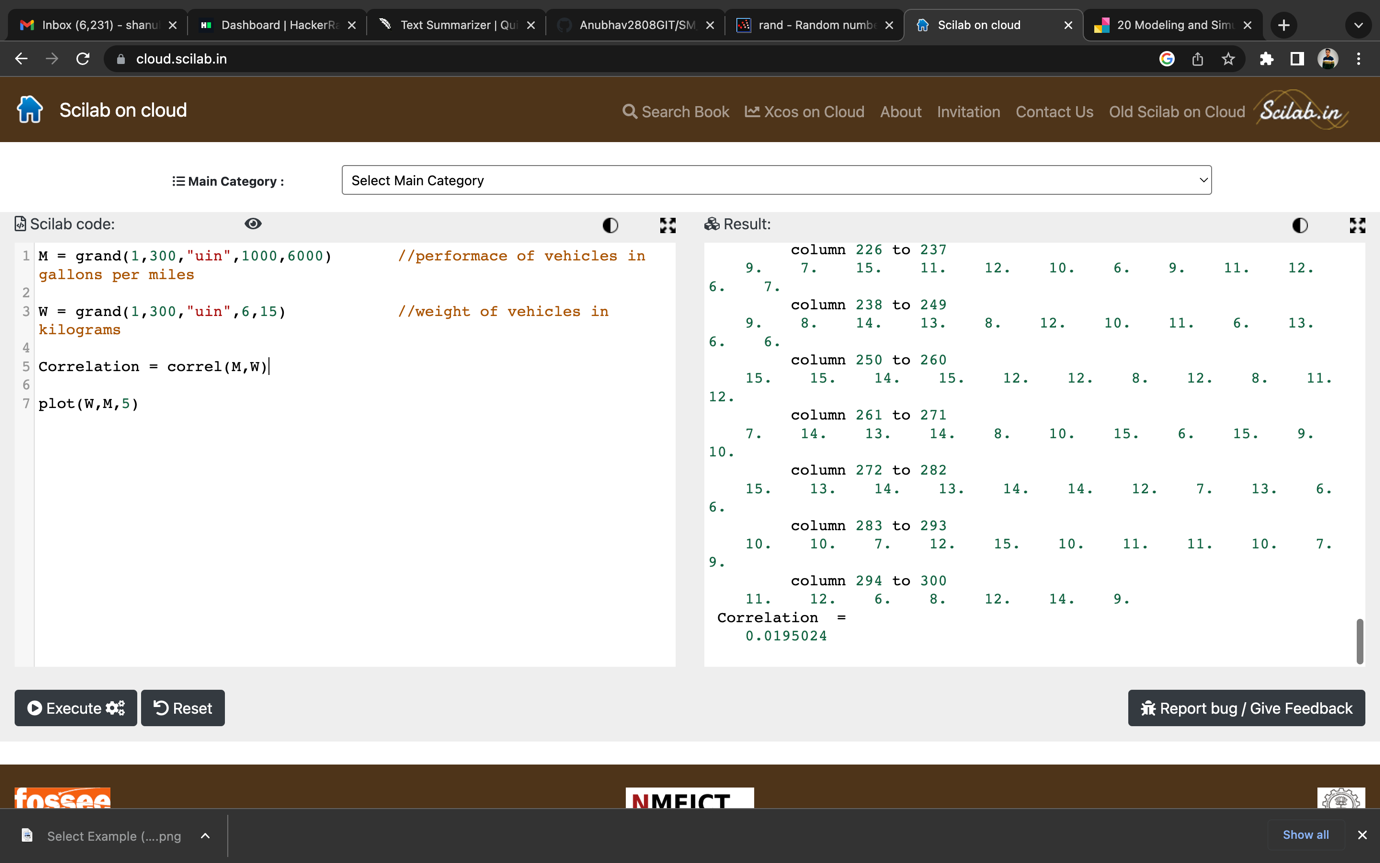 Inbox (6,231) - shanu
Dashboard | HackerRa
Text Summarizer | Qui
Anubhav2808GIT/SM
rand - Random numbe
Scilab on cloud
20 Modeling and Simu
cloud.scilab.in
Scilab on cloud
Search Book
Xcos on Cloud
About
Invitation
Contact Us
Old Scilab on Cloud
Scilab.in
Main Category :
Select Main Category
Scilab code:
1 M = grand(1,300,"uin",1000,6000) //performace of vehicles in
gallons per miles
2
3 W = grand(1,300,"uin",6,15) //weight of vehicles in
kilograms
4
5 Correlation = correl(M,W)
6
7 plot(W,M,5)
Result:
column 226 to 237
9. 7. 15. 11. 12. 10. 6. 9. 11. 12.
6. 7.
column 238 to 249
9. 8. 14. 13. 8. 12. 10. 11. 6. 13.
6. 6.
column 250 to 260
15. 15. 14. 15. 12. 12. 8. 12. 8. 11.
12.
column 261 to 271
7. 14. 13. 14. 8. 10. 15. 6. 15. 9.
10.
column 272 to 282
15. 13. 14. 13. 14. 14. 12. 7. 13. 6.
6.
column 283 to 293
10. 10. 7. 12. 15. 10. 11. 11. 10. 7.
9.
column 294 to 300
11. 12. 6. 8. 12. 14. 9.
Correlation =
0.0195024
Execute
Reset
Report bug / Give Feedback
fossee
NMEICT
Select Example (....png
Show all